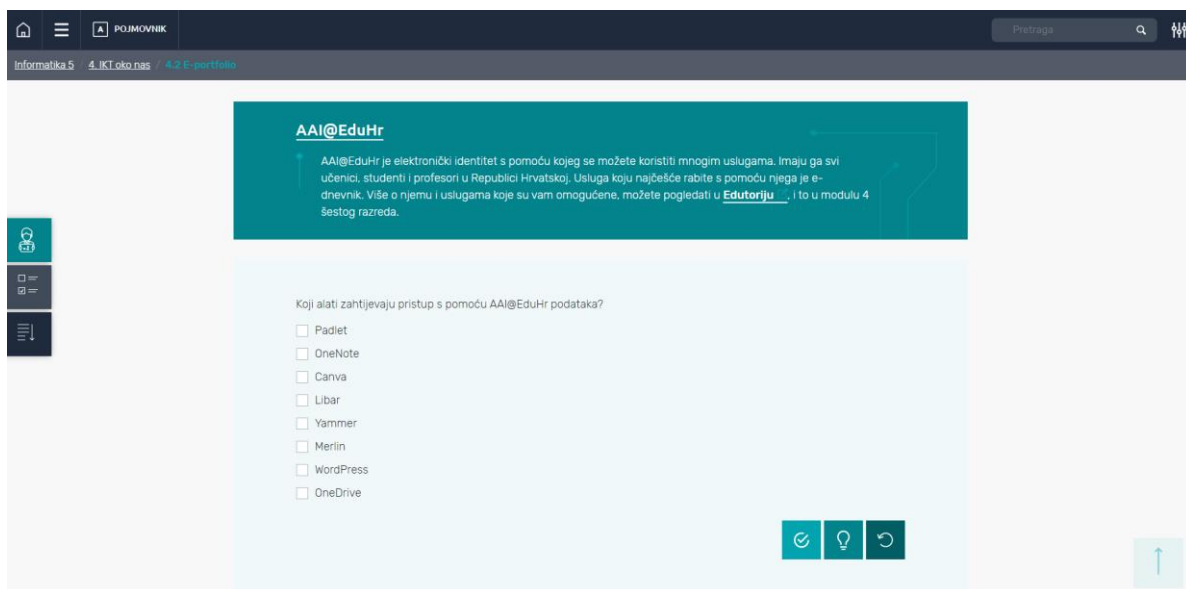 A POJMOVNIK
Pretraga
Informatika 5 / 4. IKT oko nas / 4.2 E-portfolio
AAI@EduHr
AAI@EduHr je elektronički identitet s pomoću kojeg se možete koristiti mnogim uslugama. Imaju ga svi
učenici, studenti i profesori u Republici Hrvatskoj. Usluga koju najčešće rabite s pomoću njega je e-
dnevnik. Više o njemu i uslugama koje su vam omogućene, možete pogledati u Edutoriju , i to u modulu 4
šestog razreda.
Koji alati zahtijevaju pristup s pomoću AAI@EduHr podataka?
Padlet
OneNote
Canva
Libar
Yammer
Merlin
WordPress
OneDrive